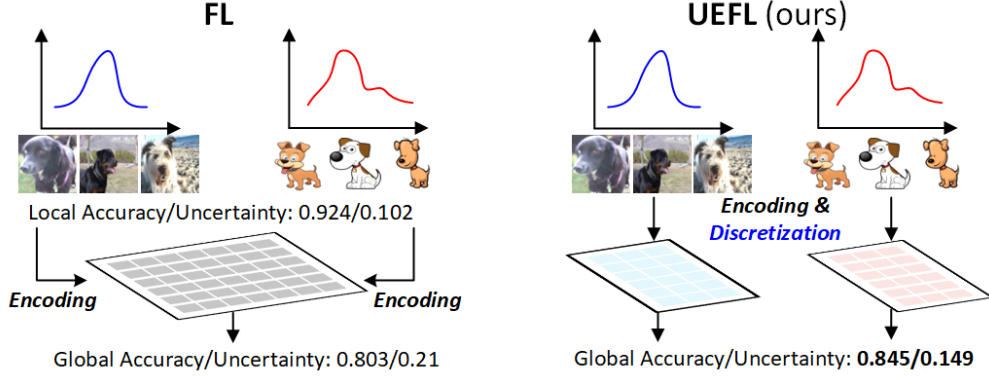 FL
Local Accuracy/Uncertainty: 0.924/0.102
Encoding
Encoding
Global Accuracy/Uncertainty: 0.803/0.21
UEFL (ours)
Encoding &
Discretization
Global Accuracy/Uncertainty: 0.845/0.149